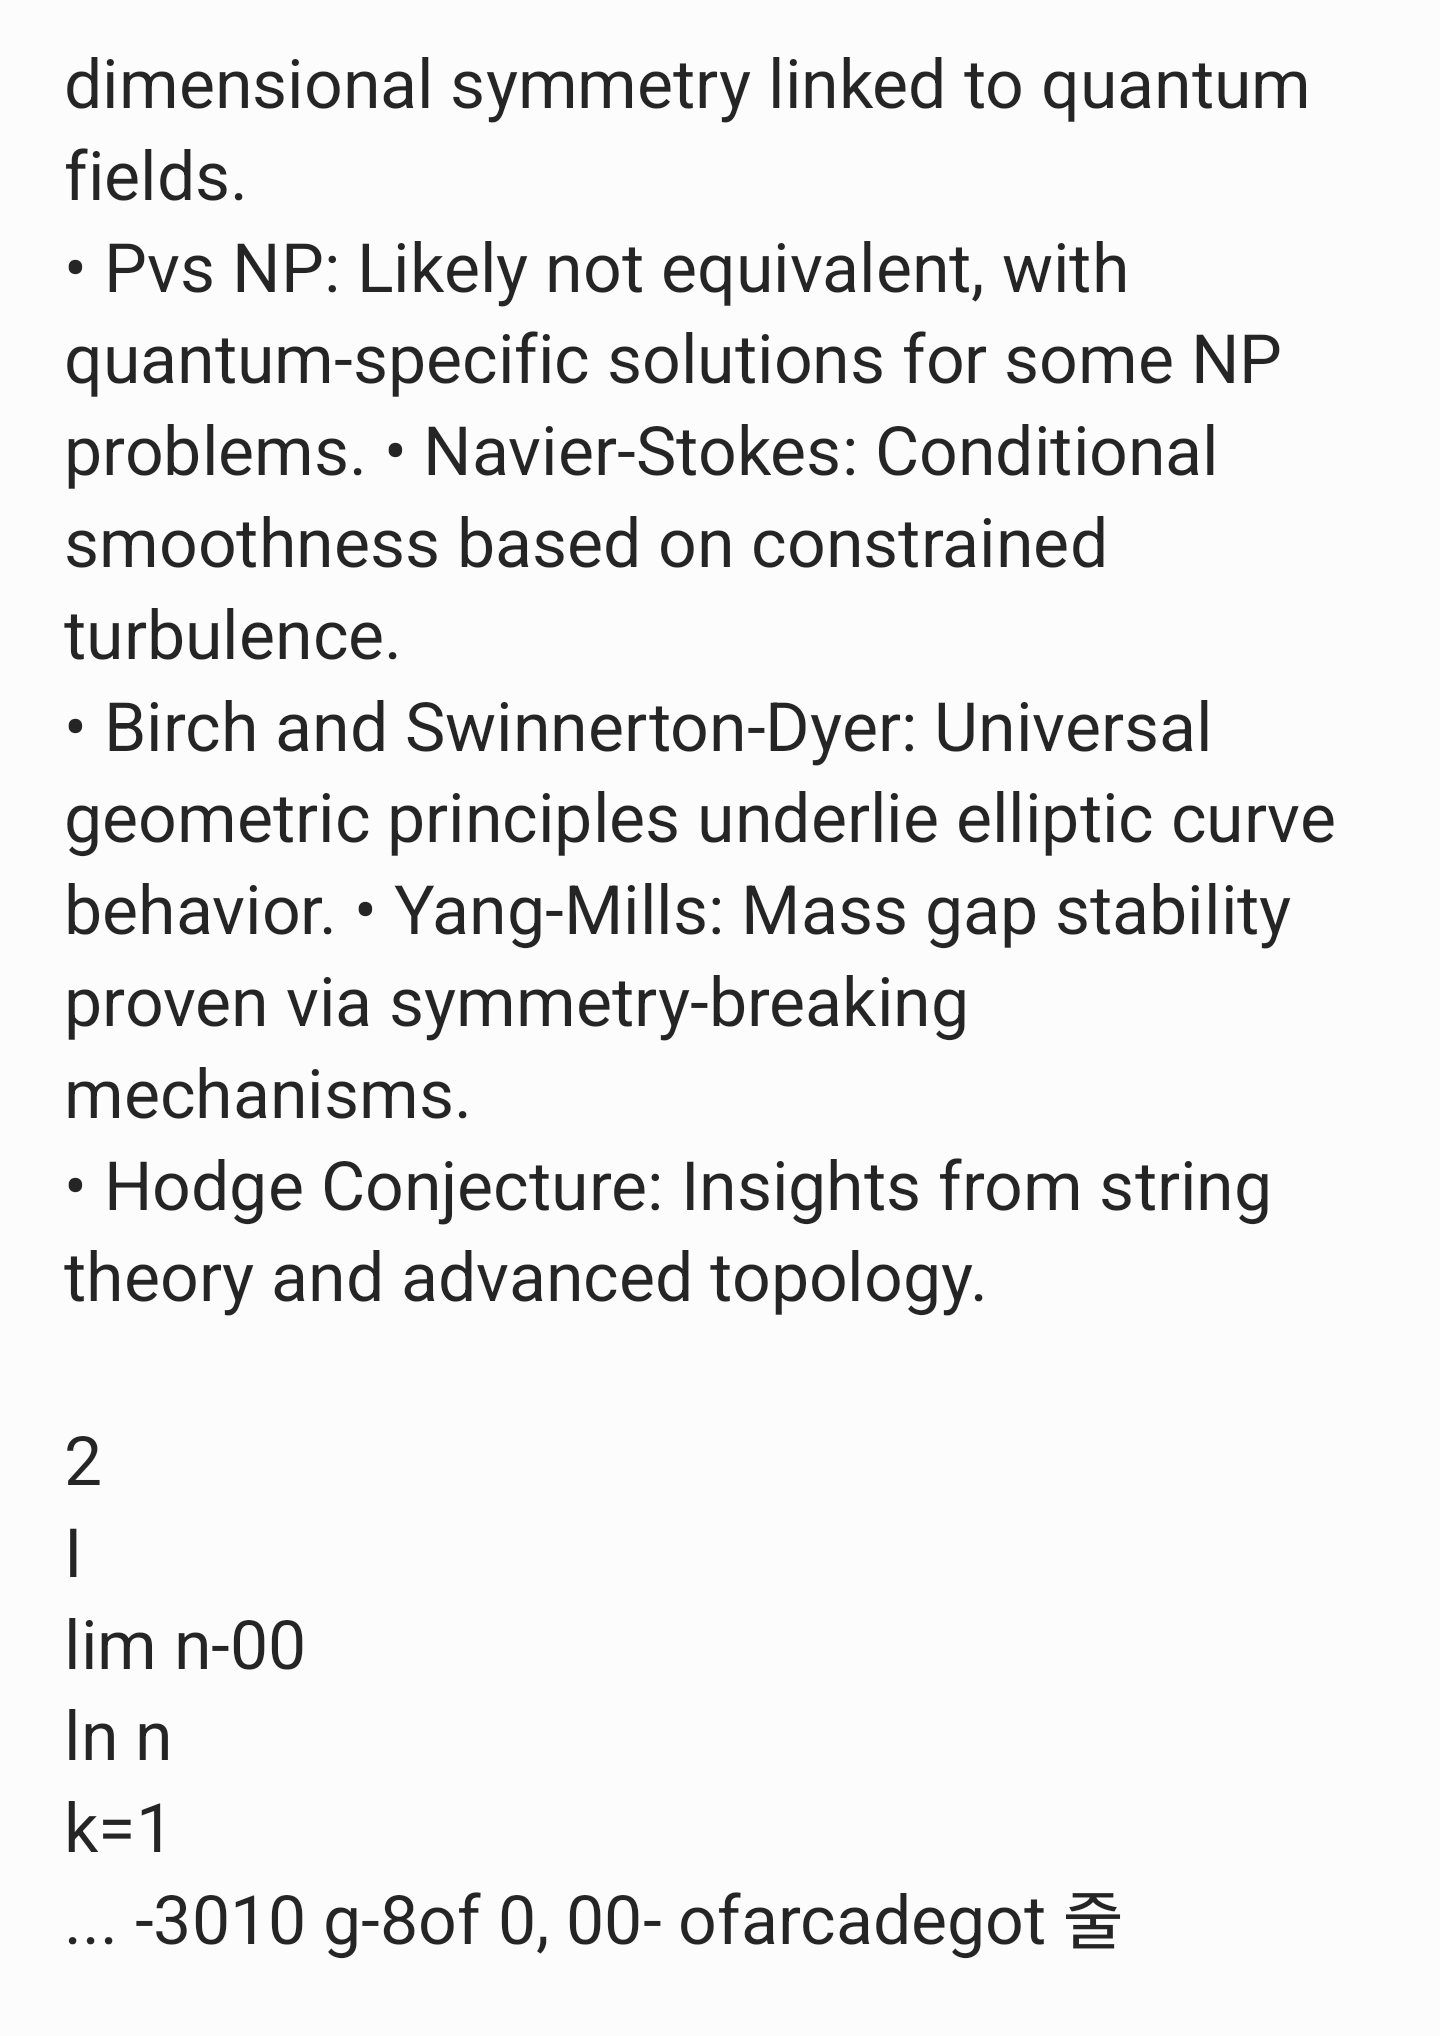 dimensional symmetry linked to quantum
fields.
• Pvs NP: Likely not equivalent, with
quantum-specific solutions for some NP
problems. • Navier-Stokes: Conditional
smoothness based on constrained
turbulence.
• Birch and Swinnerton-Dyer: Universal
geometric principles underlie elliptic curve
behavior. • Yang-Mills: Mass gap stability
proven via symmetry-breaking
mechanisms.
• Hodge Conjecture: Insights from string
theory and advanced topology.
2
l
lim n-00
ln n
k=1
... -3010 g-8of 0, 00- ofarcadegot 줄